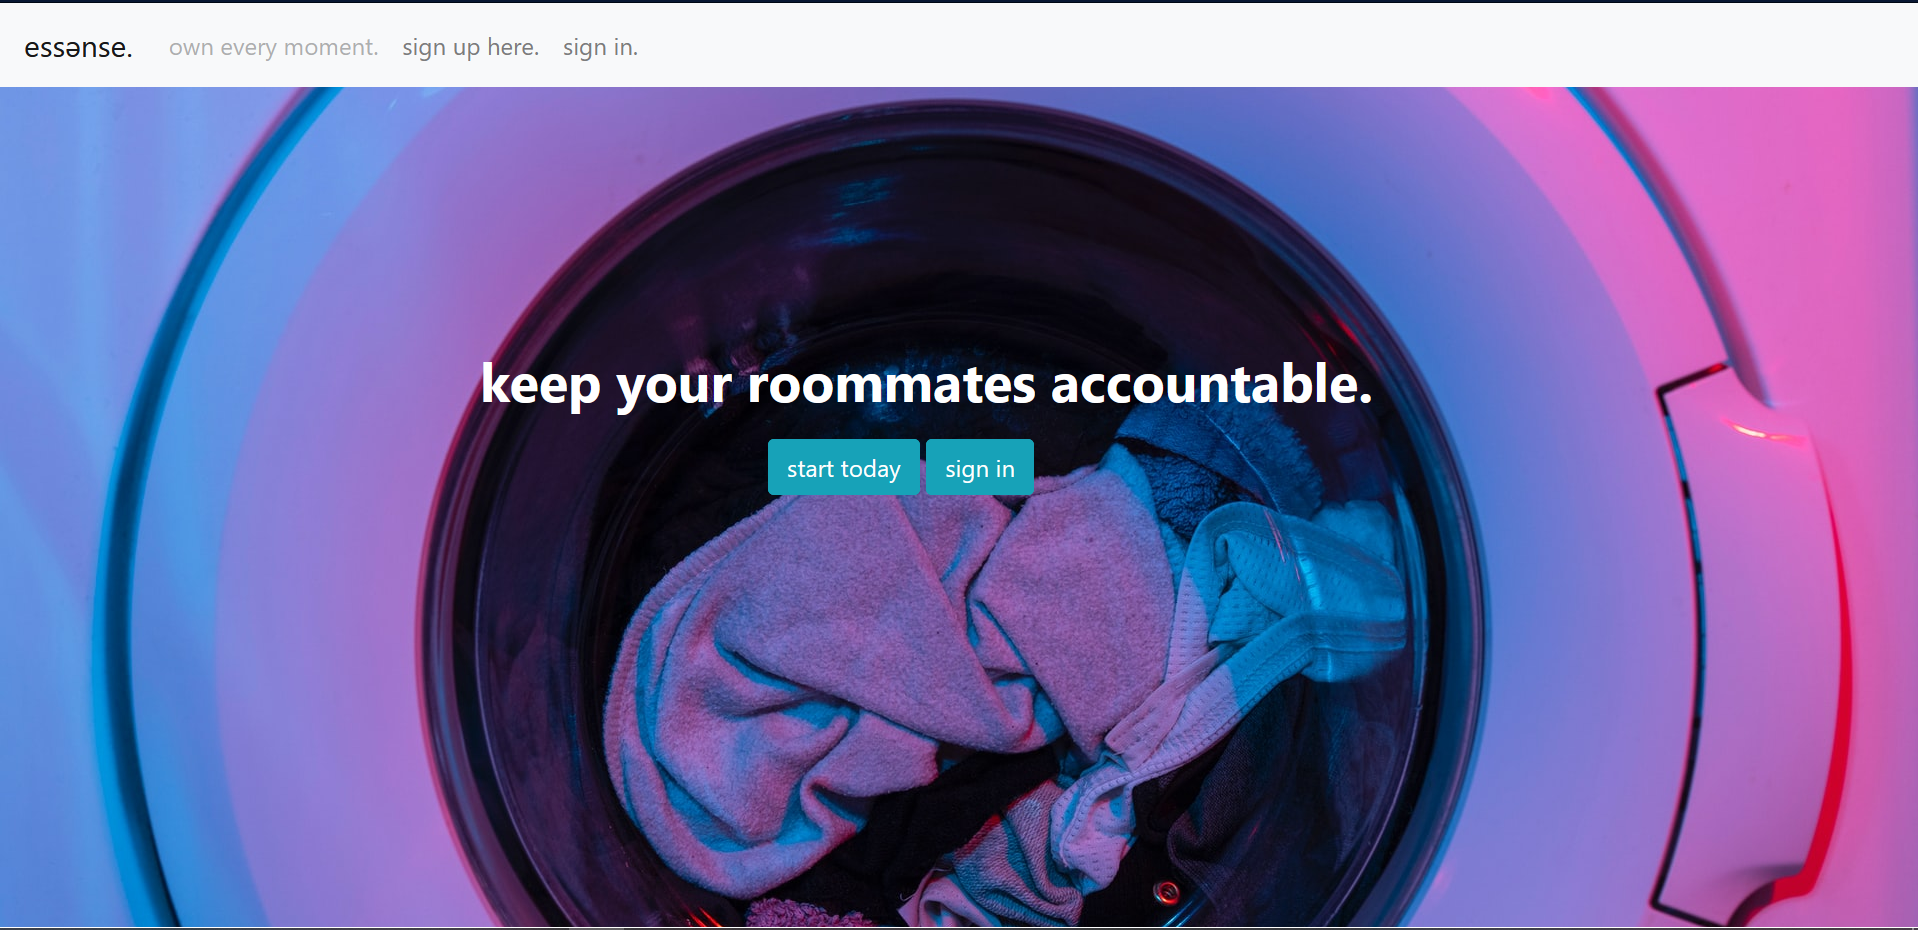 essənse. own every moment. sign up here. sign in.
keep your roommates accountable.
start today sign in